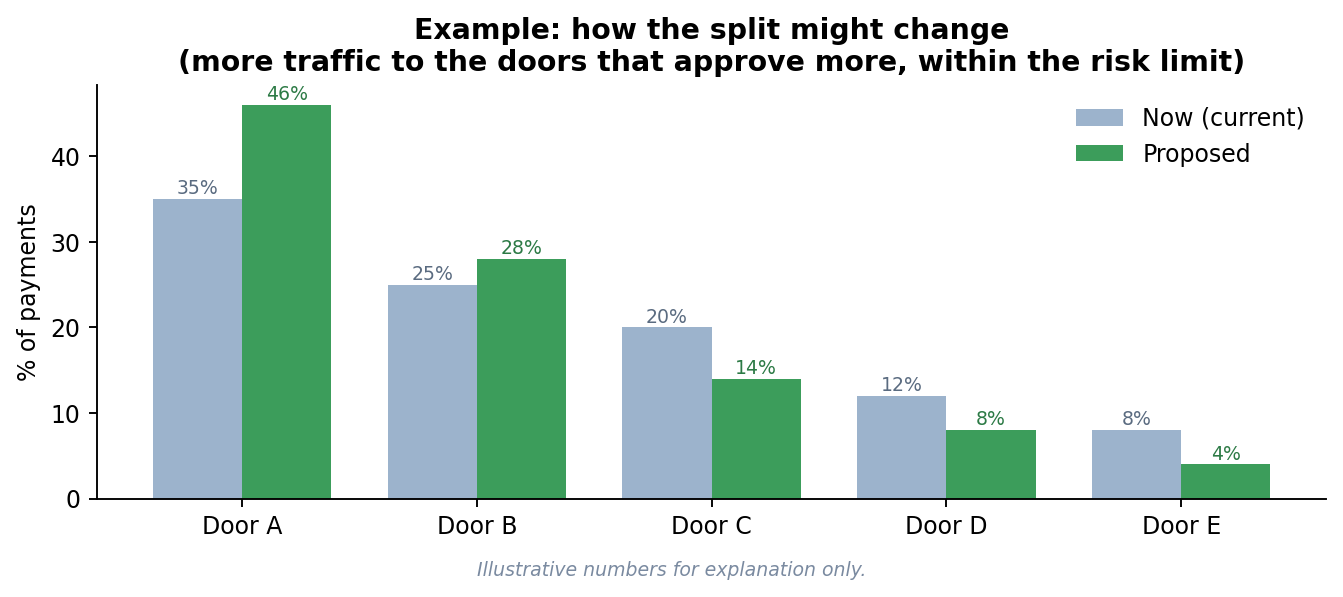 Example: how the split might change
(more traffic to the doors that approve more, within the risk limit)
% of payments
40
30
20
10
0
46%
35%
28%
25%
20%
14%
12%
8%
8%
4%
Now (current)
Proposed
Door A
Door B
Door C
Door D
Door E
Illustrative numbers for explanation only.